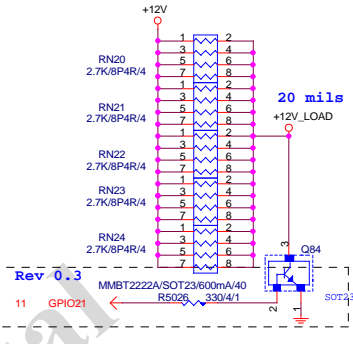 +12V
1 2
RN20 3 4
2.7K/8P4R/4 5 6
7 8
1 2
RN21 3 4
2.7K/8P4R/4 5 6
7 8
1 2
20 mils
+12V_LOAD
RN22 3 4
2.7K/8P4R/4 5 6
7 8
1 2
RN23 3 4
2.7K/8P4R/4 5 6
7 8
1 2
RN24 3 4
2.7K/8P4R/4 5 6
7 8
3 Q84
Rev 0.3
MMBT2222A/SOT23/600mA/40
SOT23
11 GPIO21 R5026 330/4/1 2 1